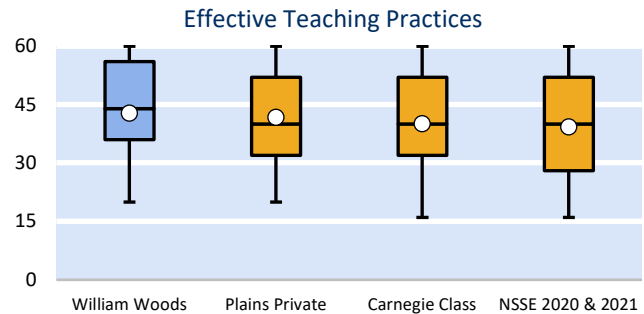 Effective Teaching Practices
60
45
30
15
0
William Woods Plains Private Carnegie Class NSSE 2020 & 2021